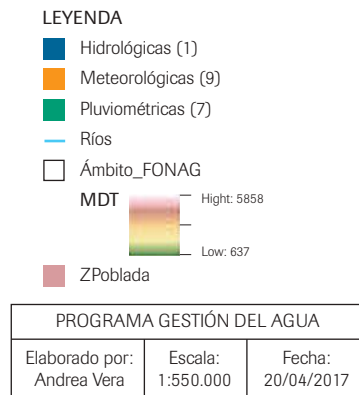 LEYENDA
Hidrológicas (1)
Meteorológicas (9)
Pluviométricas (7)
Ríos
Ámbito_FONAG
MDT
Hight: 5858
Low: 637
ZPoblada
PROGRAMA GESTIÓN DEL AGUA
Elaborado por:
Andrea Vera
Escala:
1:550.000
Fecha:
20/04/2017